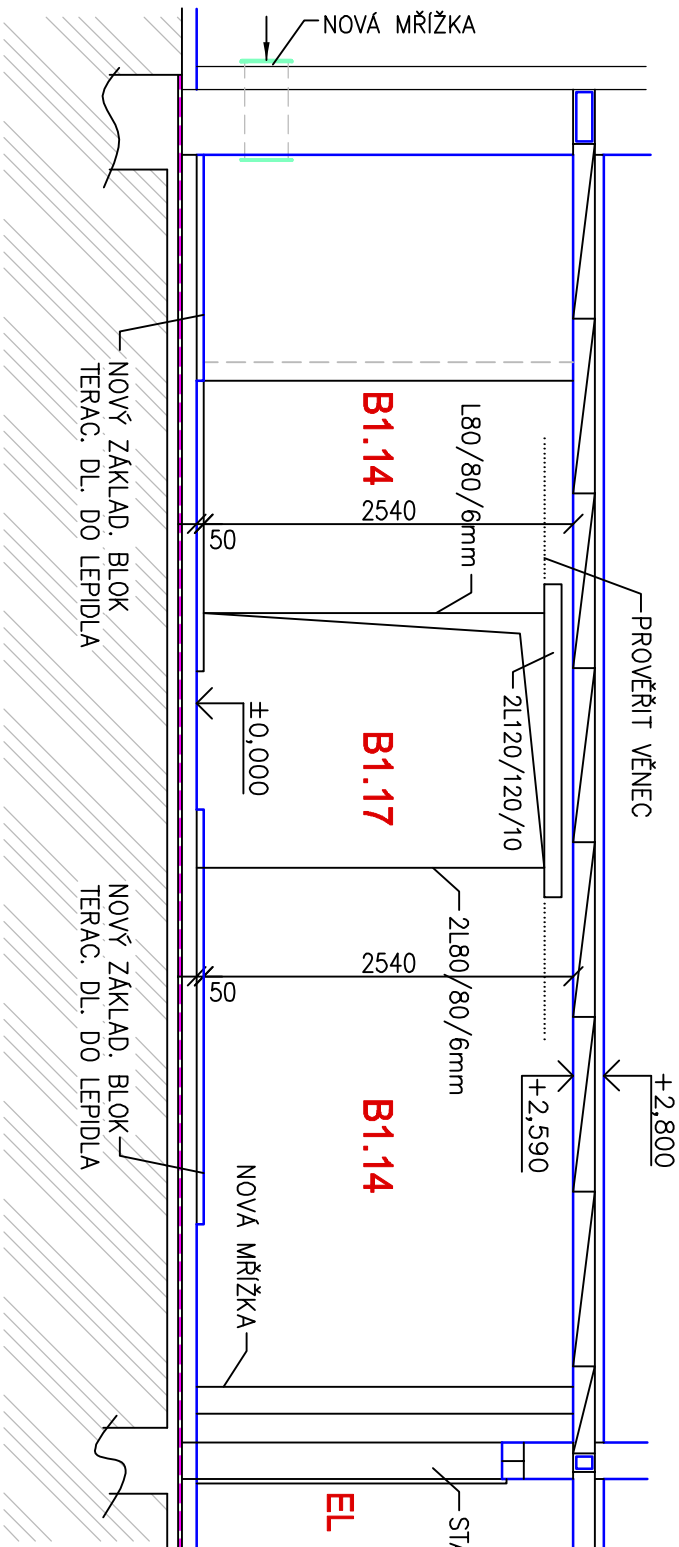 NOVÁ MŘÍŽKA
NOVÝ ZÁKLAD. BLOK
TERAC. DL. DO LEPIDLA
B1.14
L80/80/6mm
2540
50
PROVĚŘIT VĚNEC
2L120/120/10
B1.17
±0,000
NOVÝ ZÁKLAD. BLOK
TERAC. DL. DO LEPIDLA
2L80/80/6mm
2540
50
+2,800
+2,590
B1.14
NOVÁ MŘÍŽKA
EL